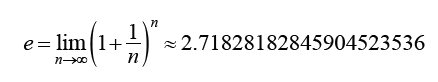 e = lim n→∞ (1 + 1/n)^n ≈ 2.71828182845904523536